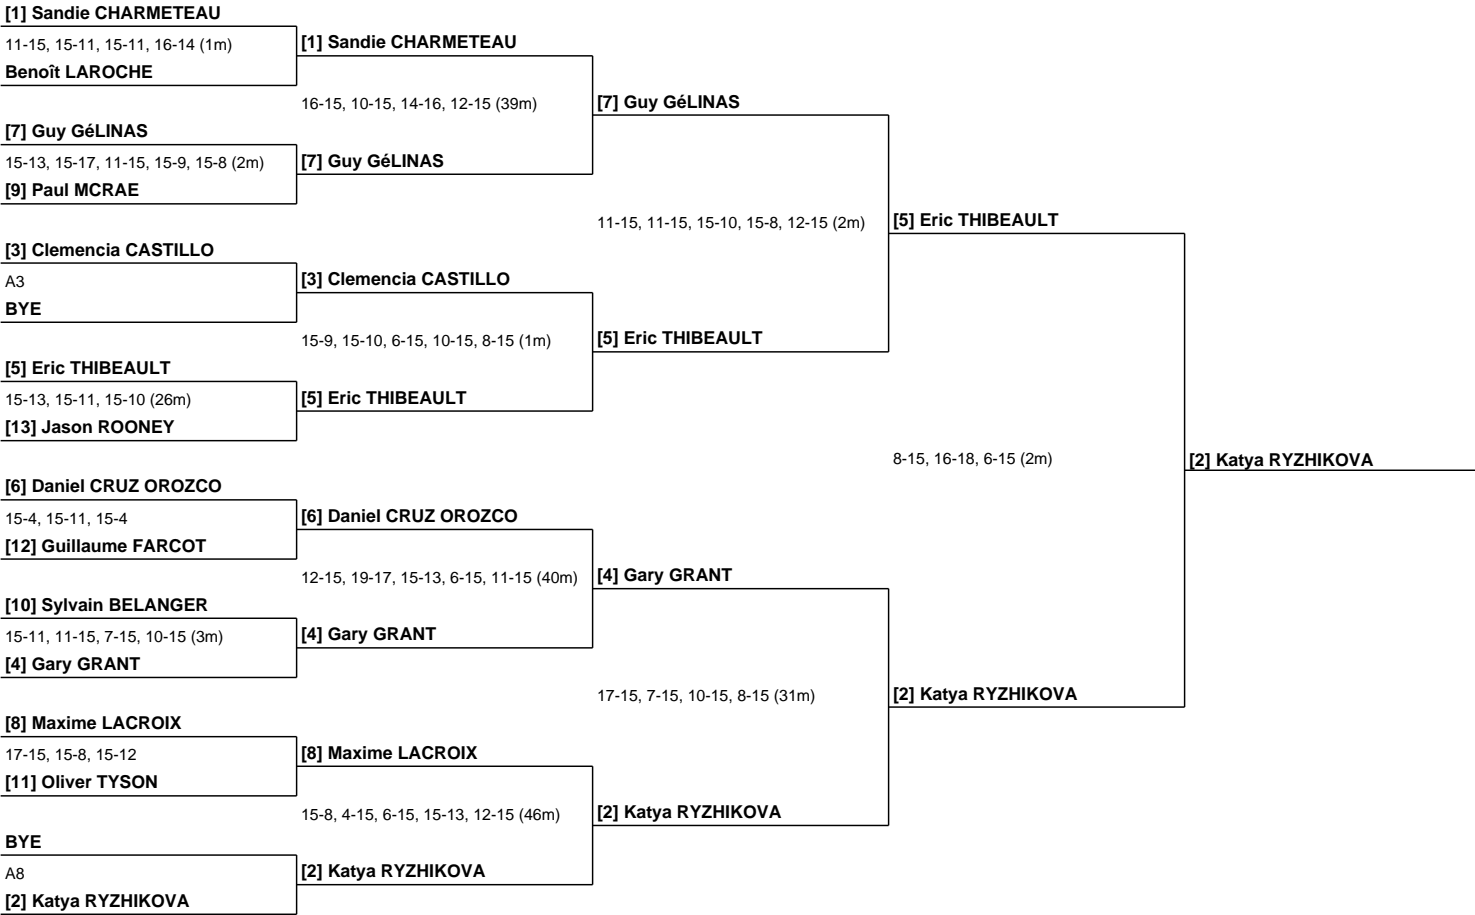 [1] Sandie CHARMETEAU
11-15, 15-11, 15-11, 16-14 (1m)
Benoît LAROCHE
[7] Guy GéLINAS
15-13, 15-17, 11-15, 15-9, 15-8 (2m)
[9] Paul MCRAE
[3] Clemencia CASTILLO
A3
BYE
[5] Eric THIBEAULT
15-13, 15-11, 15-10 (26m)
[13] Jason ROONEY
[6] Daniel CRUZ OROZCO
15-4, 15-11, 15-4
[12] Guillaume FARCOT
[10] Sylvain BELANGER
15-11, 11-15, 7-15, 10-15 (3m)
[4] Gary GRANT
[8] Maxime LACROIX
17-15, 15-8, 15-12
[11] Oliver TYSON
BYE
A8
[2] Katya RYZHIKOVA
[1] Sandie CHARMETEAU
16-15, 10-15, 14-16, 12-15 (39m)
[7] Guy GéLINAS
[3] Clemencia CASTILLO
15-9, 15-10, 6-15, 10-15, 8-15 (1m)
[5] Eric THIBEAULT
[6] Daniel CRUZ OROZCO
12-15, 19-17, 15-13, 6-15, 11-15 (40m)
[4] Gary GRANT
[8] Maxime LACROIX
15-8, 4-15, 6-15, 15-13, 12-15 (46m)
[2] Katya RYZHIKOVA
[7] Guy GéLINAS
11-15, 11-15, 15-10, 15-8, 12-15 (2m)
[5] Eric THIBEAULT
[4] Gary GRANT
17-15, 7-15, 10-15, 8-15 (31m)
[2] Katya RYZHIKOVA
[5] Eric THIBEAULT
8-15, 16-18, 6-15 (2m)
[2] Katya RYZHIKOVA
[2] Katya RYZHIKOVA